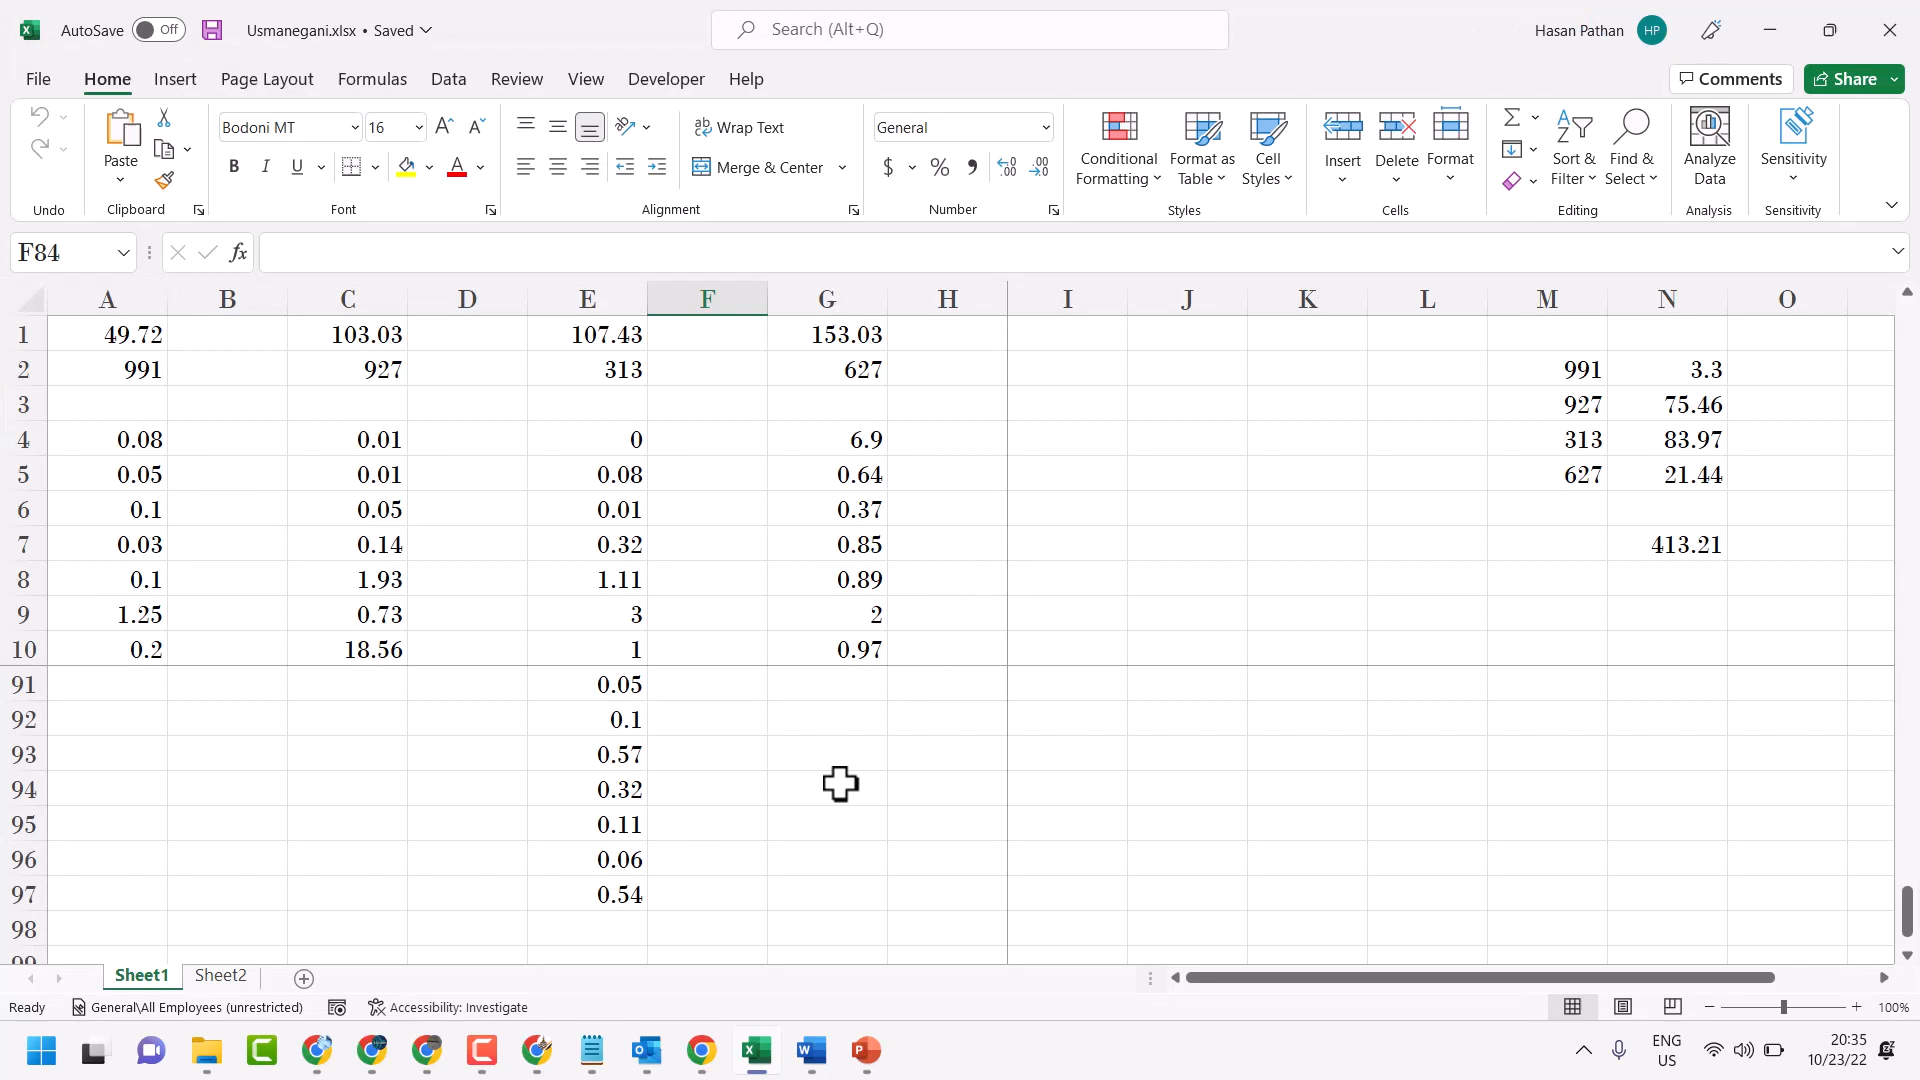 AutoSave Off Usmanegani.xlsx • Saved Search (Alt+Q) Hasan Pathan HP
File Home Insert Page Layout Formulas Data Review View Developer Help Comments Share
Undo
Paste
Clipboard
Bodoni MT 16
B I U
Font
Wrap Text
Merge & Center
Alignment
General
$ % ,
Number
Conditional Formatting
Format as Table
Cell Styles
Styles
Insert Delete Format
Cells
Sort & Filter
Find & Select
Editing
Analyze Data
Analysis
Sensitivity
Sensitivity
F84 fx
A B C D E F G H I J K L M N O
1 49.72 103.03 107.43 153.03
2 991 927 313 627 991 3.3
3 927 75.46
4 0.08 0.01 0 6.9 313 83.97
5 0.05 0.01 0.08 0.64 627 21.44
6 0.1 0.05 0.01 0.37
7 0.03 0.14 0.32 0.85 413.21
8 0.1 1.93 1.11 0.89
9 1.25 0.73 3 2
10 0.2 18.56 1 0.97
91 0.05
92 0.1
93 0.57
94 0.32
95 0.11
96 0.06
97 0.54
98
99
Sheet1 Sheet2
Ready General\All Employees (unrestricted) Accessibility: Investigate 100%
ENG
US
20:35
10/23/22